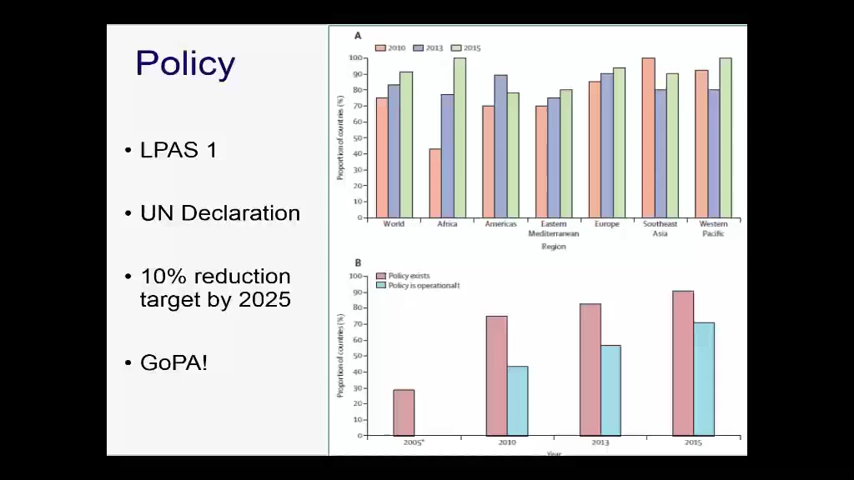 Policy
• LPAS 1
• UN Declaration
• 10% reduction
target by 2025
• GoPA!
A
2010 2013 2015
100
90
80
70
60
50
40
30
20
10
0
Proportion of countries (%)
World Africa Americas Eastern Europe Southeast Western
Mediterranean Asia Pacific
Region
B
Policy exists
Policy is operational†
100
90
80
70
60
50
40
30
20
10
0
Proportion of countries (%)
2005* 2010 2013 2015
Year